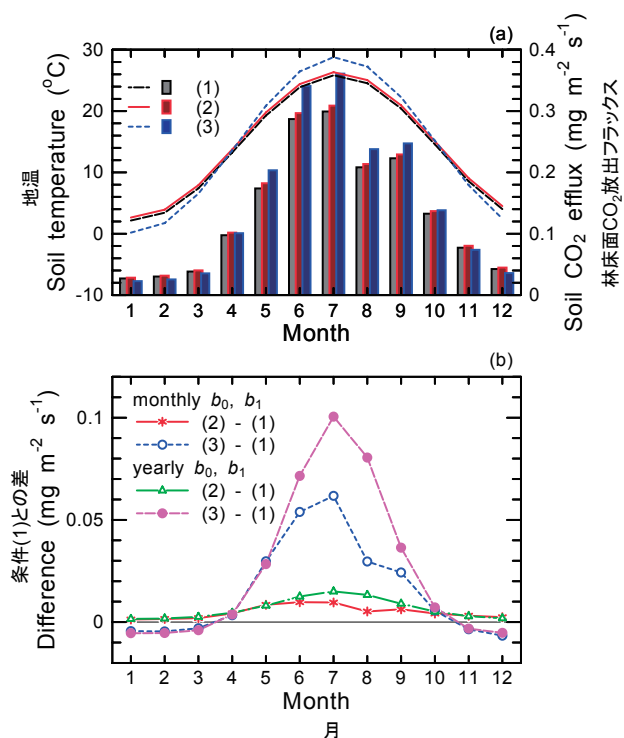 (a)
30
20
10
0
-10
地温
Soil temperature (°C)
(1)
(2)
(3)
0.4
0.3
0.2
0.1
0
Soil CO2 efflux (mg m-2 s-1)
林床面CO2放出フラックス
1 2 3 4 5 6 7 8 9 10 11 12
Month
(b)
0.1
0.05
0
条件(1)との差
Difference (mg m-2 s-1)
monthly b0, b1
(2) - (1)
(3) - (1)
yearly b0, b1
(2) - (1)
(3) - (1)
1 2 3 4 5 6 7 8 9 10 11 12
Month
月